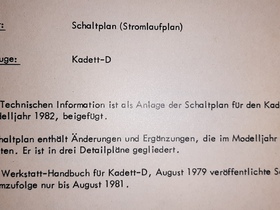 Schaltplan (Stromlaufplan)
Kadett-D
Technischen Information ist als Anlage der Schaltplan für den Kad
delljahr 1982, beigefügt.
haltplan enthält Änderungen und Ergänzungen, die im Modelljahr
ten. Er ist in drei Detailpläne gegliedert.
Werkstatt-Handbuch für Kadett-D, August 1979 veröffentlichte S
mzufolge nur bis August 1981.